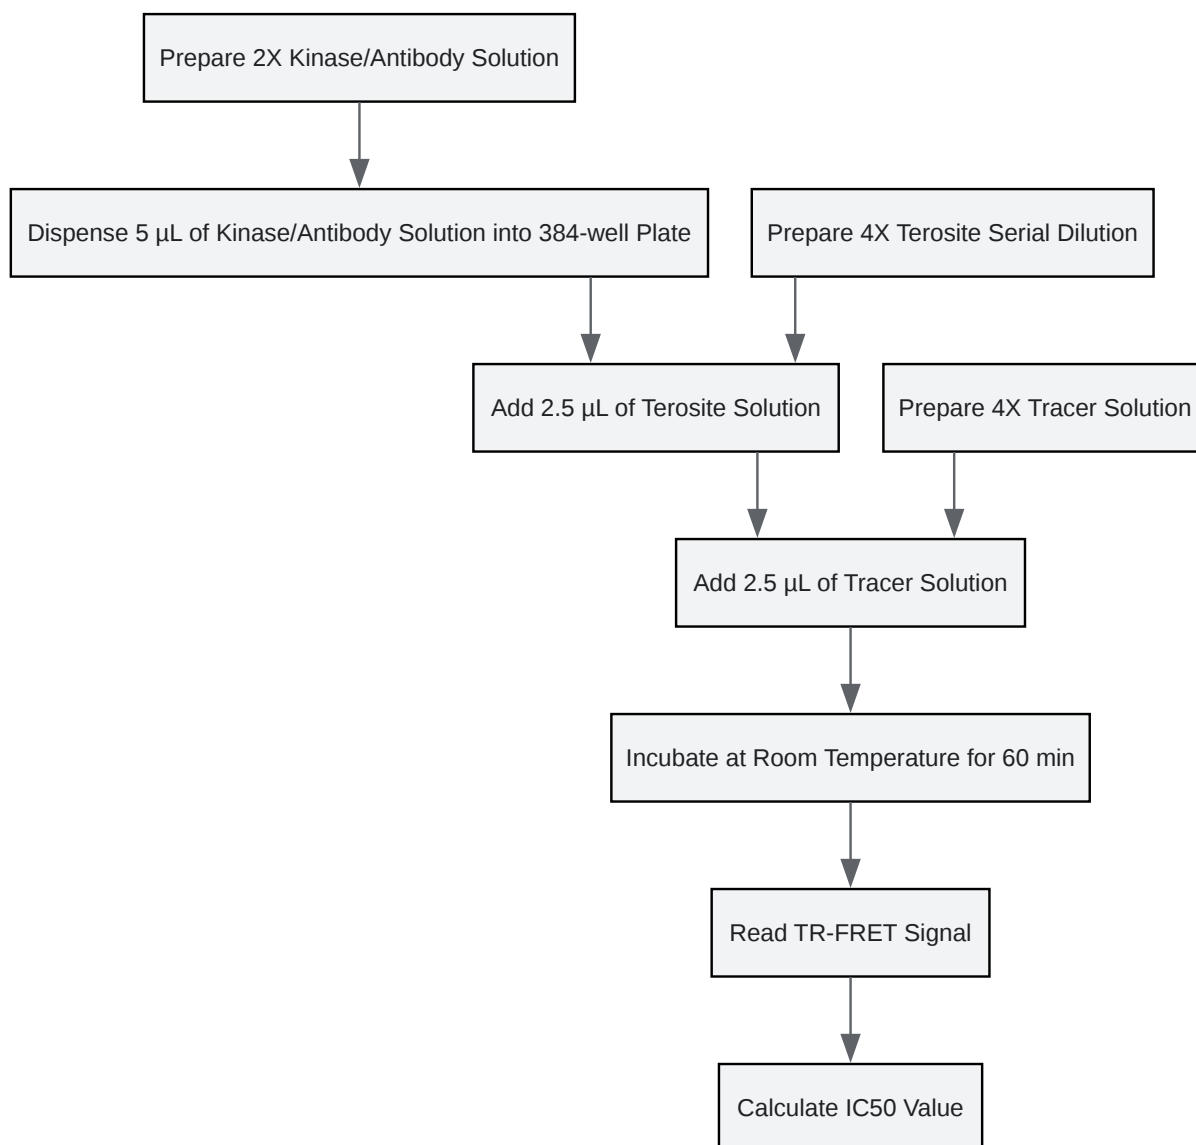 Prepare 2X Kinase/Antibody Solution
Dispense 5 µL of Kinase/Antibody Solution into 384-well Plate
Prepare 4X Terosite Serial Dilution
Add 2.5 µL of Terosite Solution
Prepare 4X Tracer Solution
Add 2.5 µL of Tracer Solution
Incubate at Room Temperature for 60 min
Read TR-FRET Signal
Calculate IC50 Value